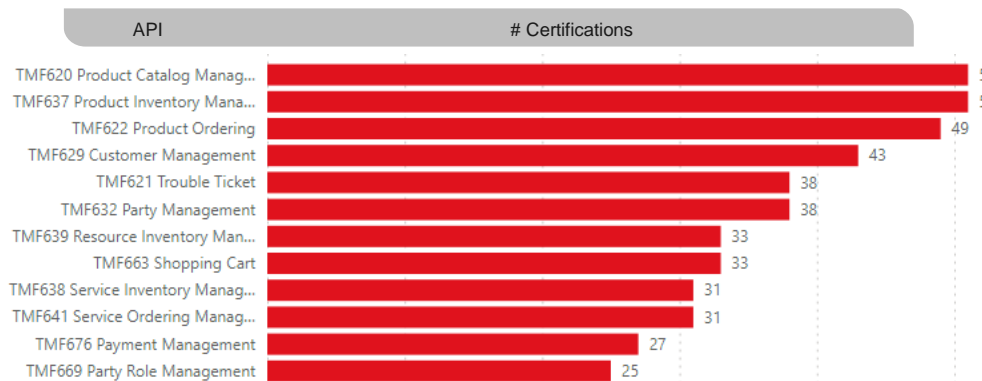 API # Certifications
TMF620 Product Catalog Manag... 5
TMF637 Product Inventory Mana... 5
TMF622 Product Ordering 49
TMF629 Customer Management 43
TMF621 Trouble Ticket 38
TMF632 Party Management 38
TMF639 Resource Inventory Man... 33
TMF663 Shopping Cart 33
TMF638 Service Inventory Manag... 31
TMF641 Service Ordering Manag... 31
TMF676 Payment Management 27
TMF669 Party Role Management 25